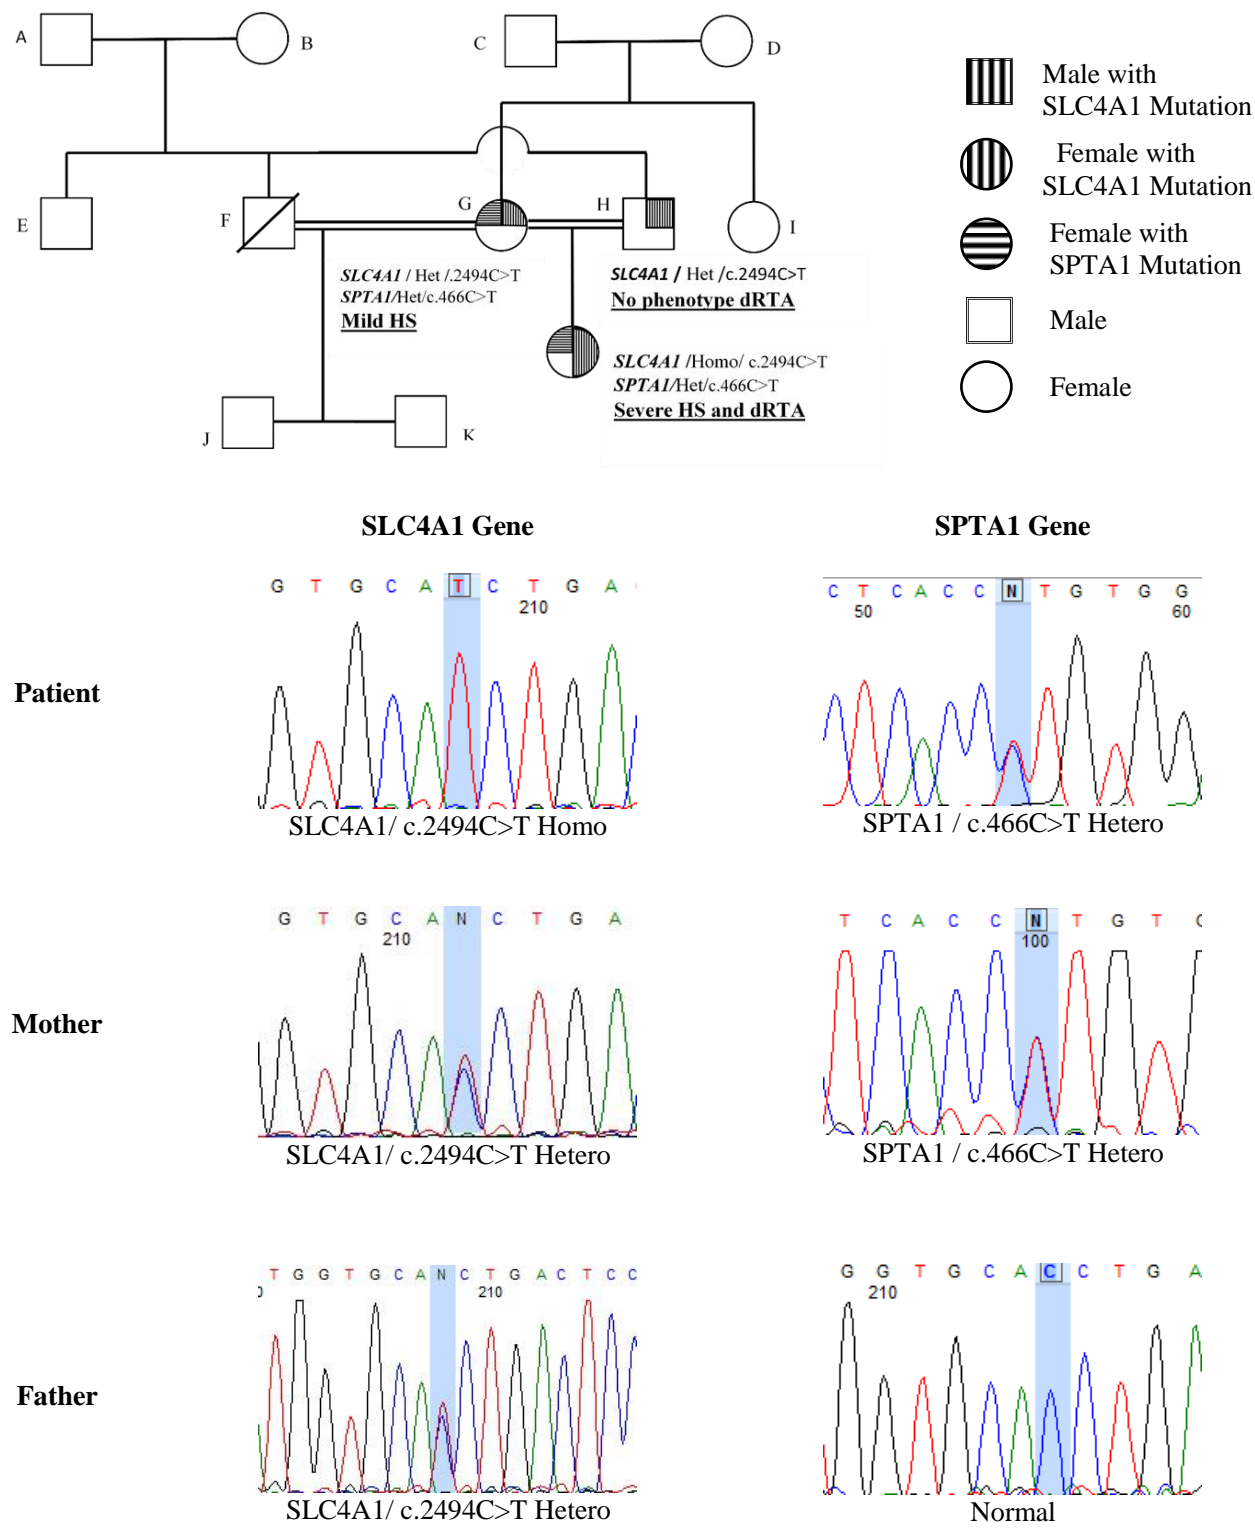 A
B
C
D
Male with
SLC4A1 Mutation
Female with
SLC4A1 Mutation
Female with
SPTA1 Mutation
Male
Female
E
F
G
H
I
SLC4A1 / Het /.2494C>T
SPTA1/Het/c.466C>T
Mild HS
SLC4A1 / Het /c.2494C>T
No phenotype dRTA
SLC4A1 /Homo/ c.2494C>T
SPTA1/Het/c.466C>T
Severe HS and dRTA
J
K
SLC4A1 Gene
SPTA1 Gene
Patient
G T G C A T C T G A
210
SLC4A1/ c.2494C>T Homo
C T C A C C N T G T G G
50 60
SPTA1 / c.466C>T Hetero
Mother
G T G C A N C T G A
210
SLC4A1/ c.2494C>T Hetero
T C A C C N T G T
100
SPTA1 / c.466C>T Hetero
Father
T G G T G C A N C T G A C T C C
210
SLC4A1/ c.2494C>T Hetero
G G T G C A C C T G A
210
Normal